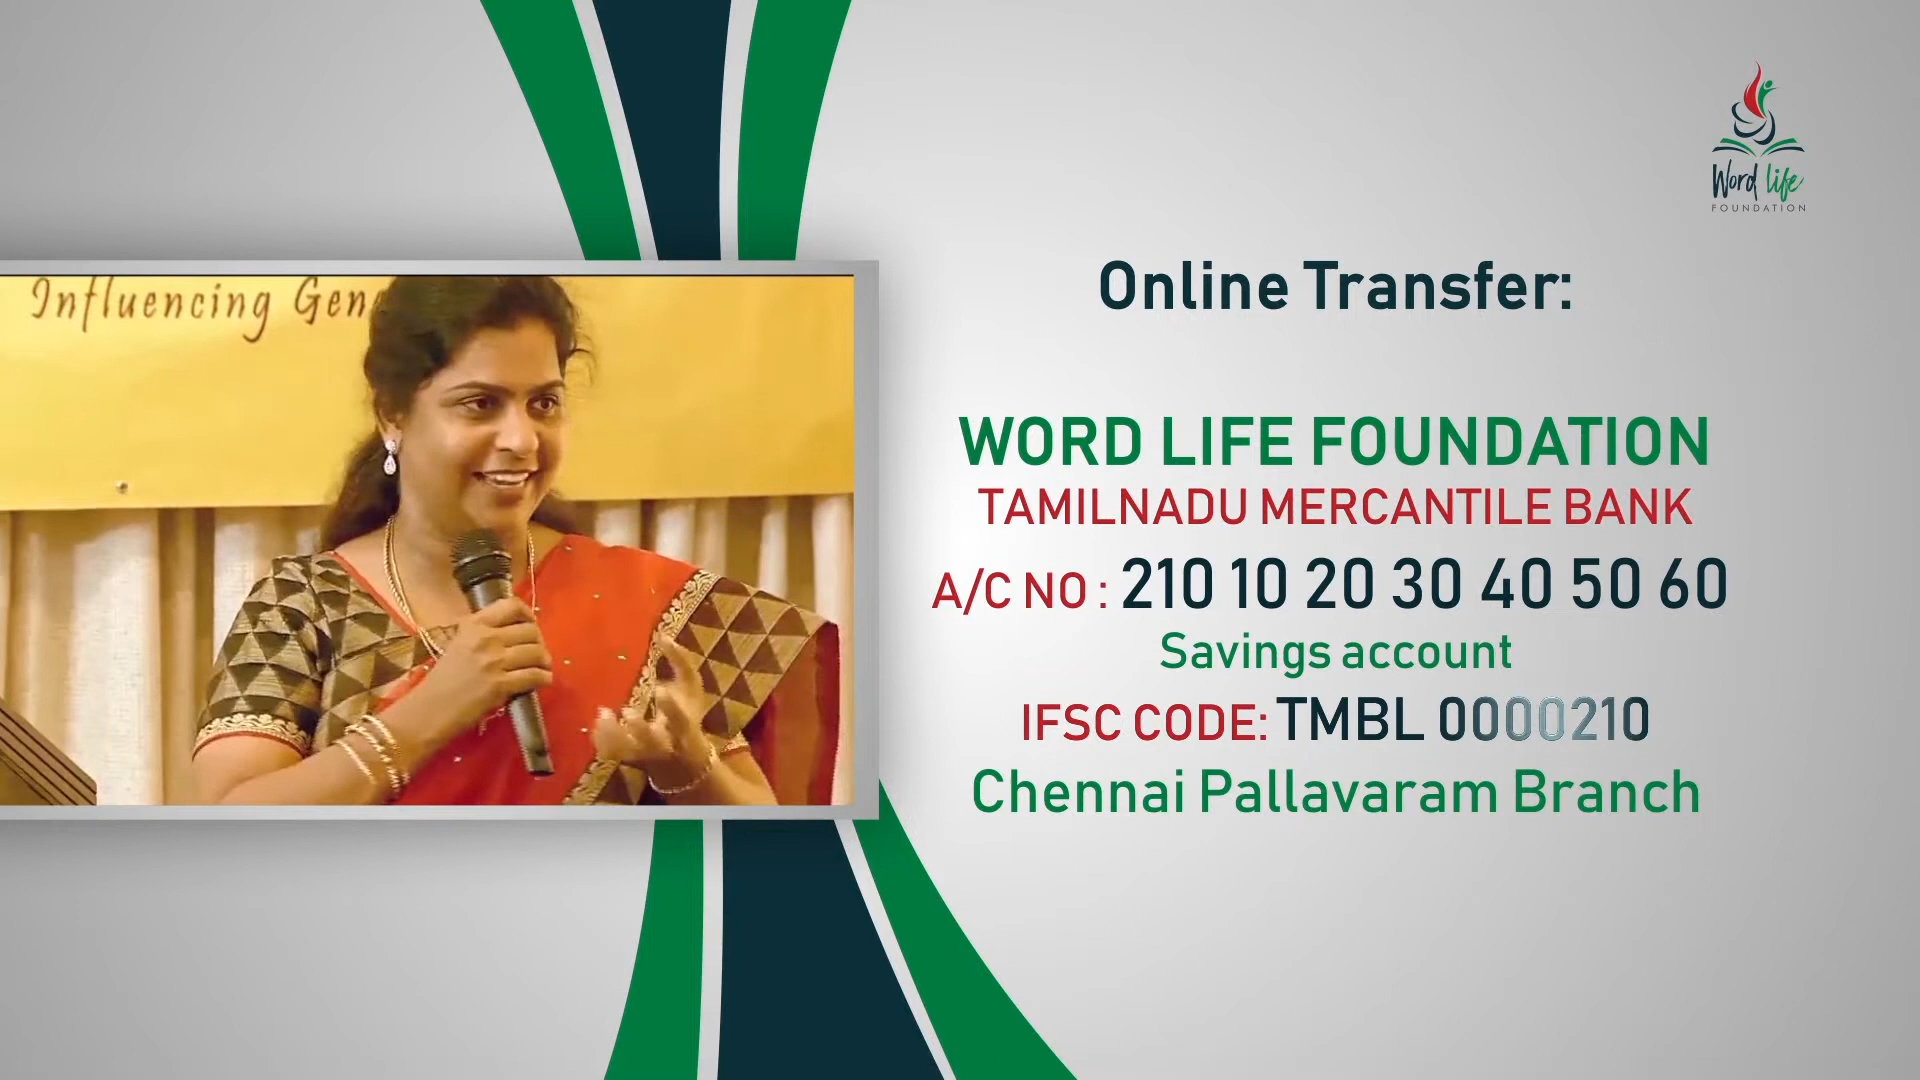 Word life
FOUNDATION
Influencing Gen
Online Transfer:
WORD LIFE FOUNDATION
TAMILNADU MERCANTILE BANK
A/C NO : 210 10 20 30 40 50 60
Savings account
IFSC CODE: TMBL 0000210
Chennai Pallavaram Branch